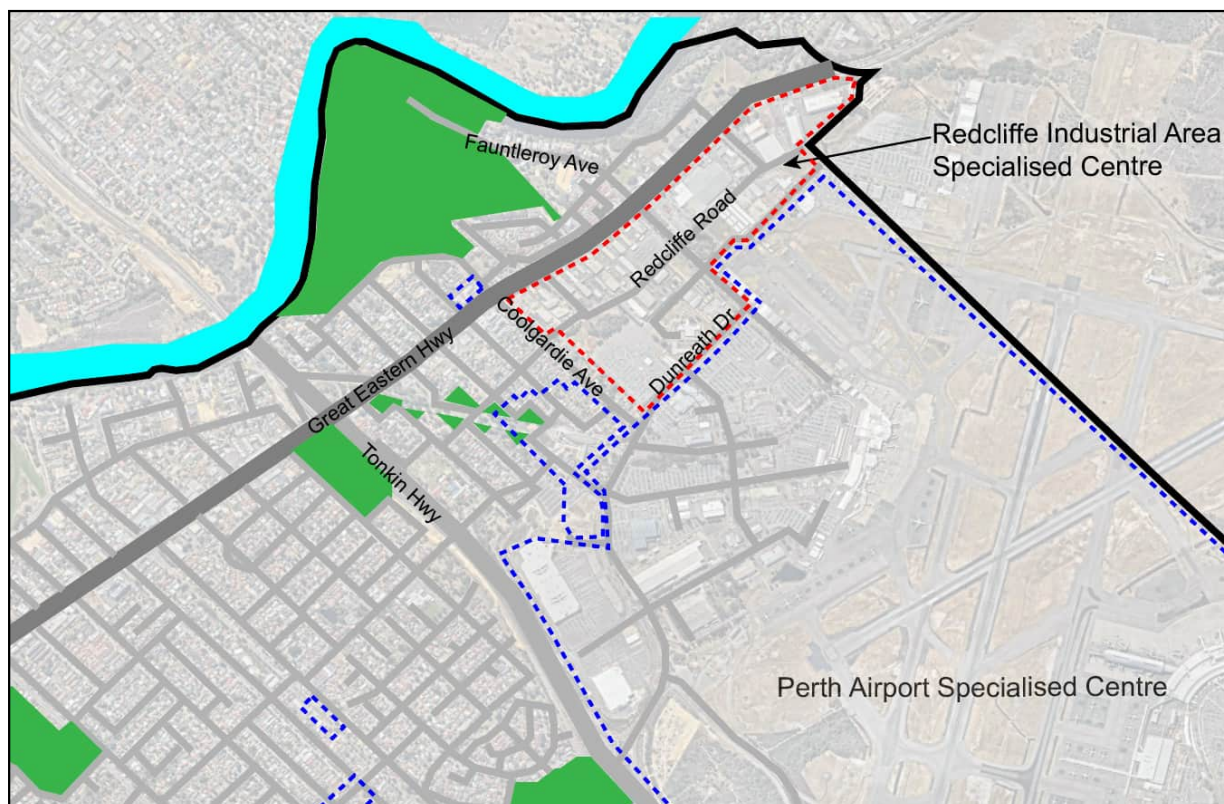 Fauntleroy Ave
Redcliffe Industrial Area
Specialised Centre
Redcliffe Road
Coolgardie Ave
Great Eastern Hwy
Dunreath Dr
Tonkin Hwy
Perth Airport Specialised Centre